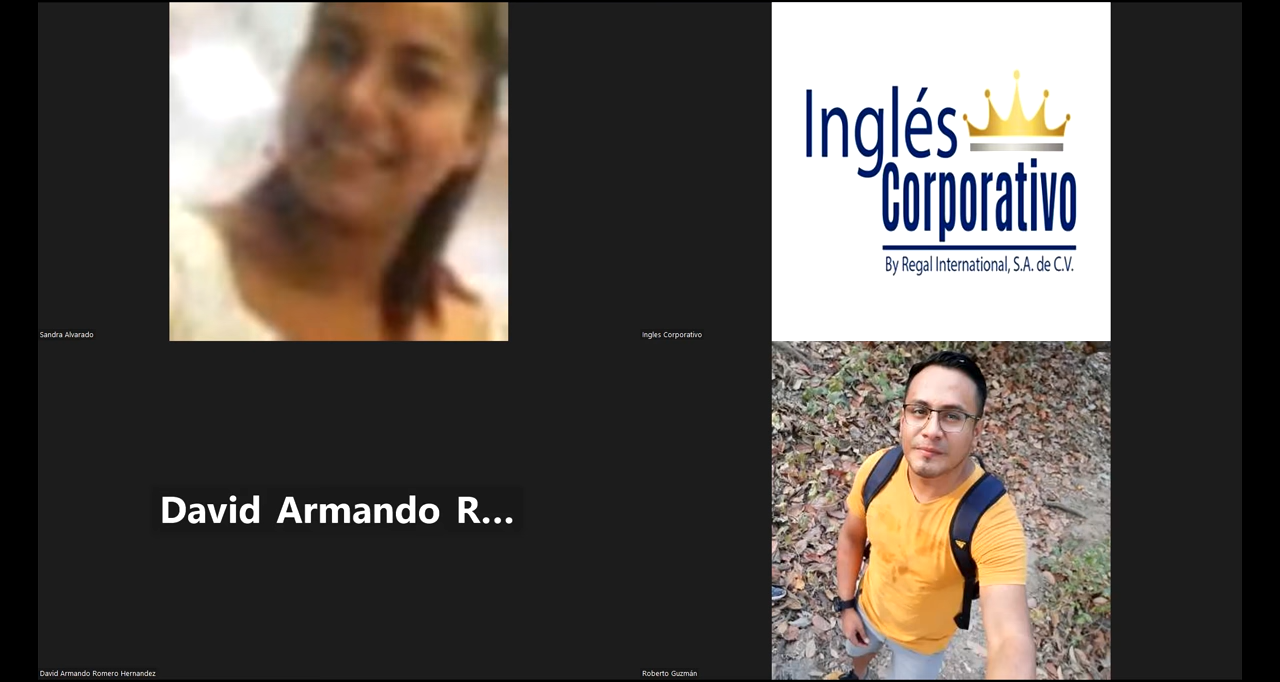 Inglés
Corporativo
By Regal International, S.A. de C.V.
Sandra Alvarado
Ingles Corporativo
David Armando R...
David Armando Romero Hernandez
Roberto Guzmán